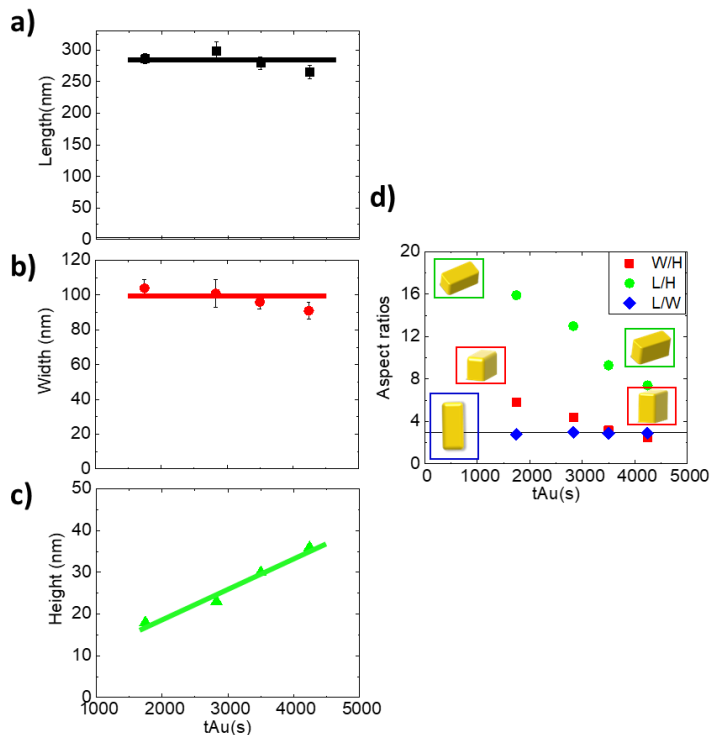 a)
300
250
200
150
100
50
0
Length(nm)
b)
120
100
80
60
40
20
0
Width (nm)
c)
50
40
30
20
10
0
Height (nm)
1000 2000 3000 4000 5000
tAu(s)
d)
20
16
12
8
4
0
Aspect ratios
W/H
L/H
L/W
0 1000 2000 3000 4000 5000
tAu(s)